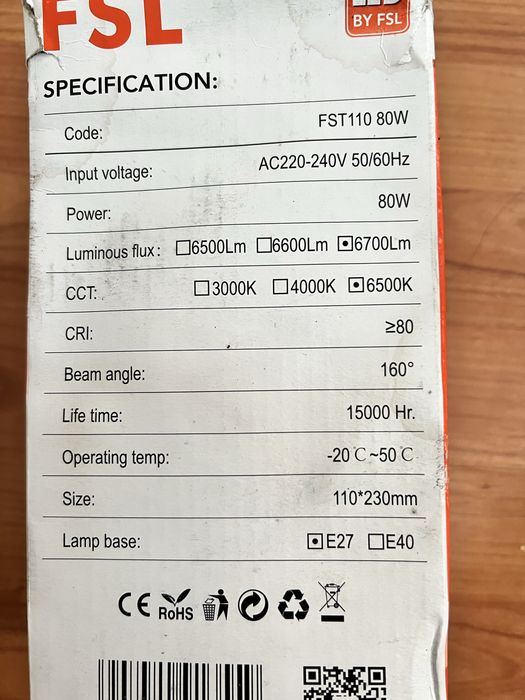 FSL
BY FSL
SPECIFICATION:
Code: FST110 80W
Input voltage: AC220-240V 50/60Hz
Power: 80W
Luminous flux: ☐6500Lm ☐6600Lm ▣6700Lm
CCT: ☐3000K ☐4000K ▣6500K
CRI: ≥80
Beam angle: 160°
Life time: 15000 Hr.
Operating temp: -20℃~50℃
Size: 110*230mm
Lamp base: ▣E27 ☐E40
CE RoHS